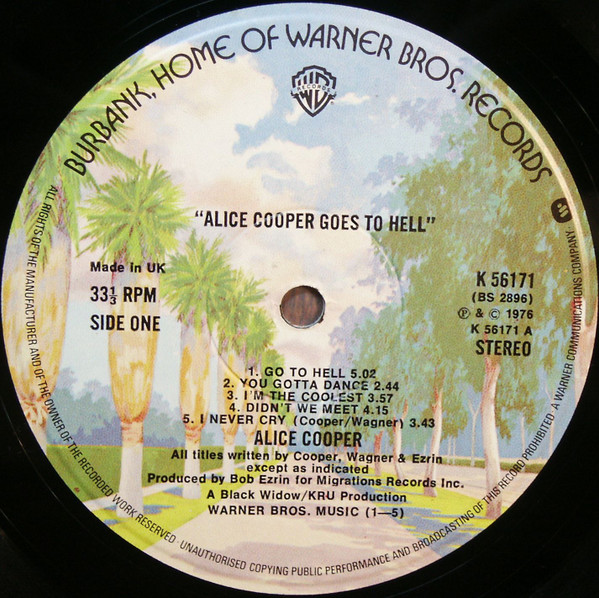 BURBANK, HOME OF WARNER BROS. RECORDS
RECORDS
"ALICE COOPER GOES TO HELL"
Made In UK
33⅓ RPM
SIDE ONE
K 56171
(BS 2896)
℗ & © 1976
K 56171 A
STEREO
1. GO TO HELL 5.02
2. YOU GOTTA DANCE 2.44
3. I'M THE COOLEST 3.57
4. DIDN'T WE MEET 4.15
5. I NEVER CRY (Cooper/Wagner) 3.43
ALICE COOPER
All titles written by Cooper, Wagner & Ezrin
except as indicated
Produced by Bob Ezrin for Migrations Records Inc.
A Black Widow/KRU Production
WARNER BROS. MUSIC (1—5)
ALL RIGHTS OF THE MANUFACTURER AND OF THE OWNER OF THE RECORDED WORK RESERVED. UNAUTHORISED COPYING PUBLIC PERFORMANCE AND BROADCASTING OF THIS RECORD PROHIBITED. A WARNER COMMUNICATIONS COMPANY.